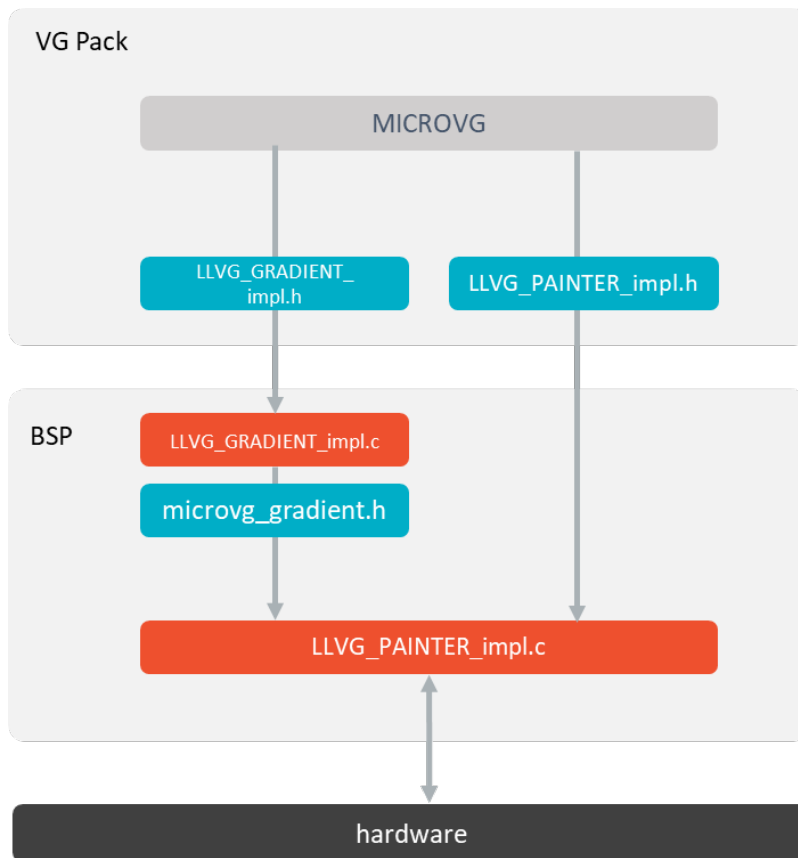 VG Pack
MICROVG
LLVG_GRADIENT_
impl.h
LLVG_PAINTER_impl.h
BSP
LLVG_GRADIENT_impl.c
microvg_gradient.h
LLVG_PAINTER_impl.c
hardware